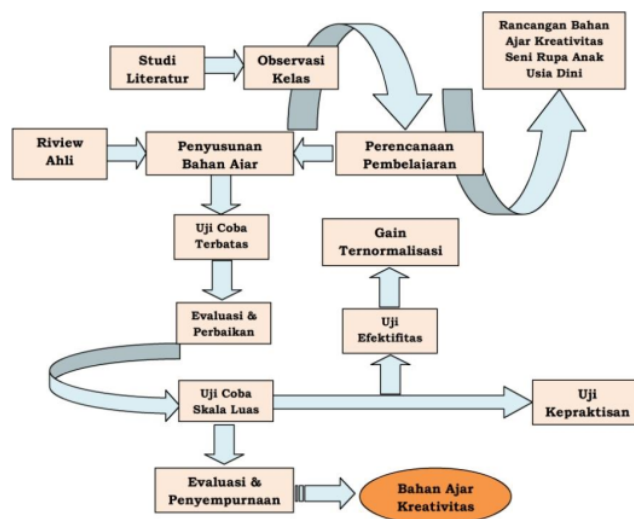 Rancangan Bahan
Ajar Kreativitas
Seni Rupa Anak
Usia Dini
Studi
Literatur
Observasi
Kelas
Riview
Ahli
Penyusunan
Bahan Ajar
Perencanaan
Pembelajaran
Uji Coba
Terbatas
Gain
Ternormalisasi
Evaluasi &
Perbaikan
Uji
Efektifitas
Uji Coba
Skala Luas
Uji
Kepraktisan
Evaluasi &
Penyempurnaan
Bahan Ajar
Kreativitas